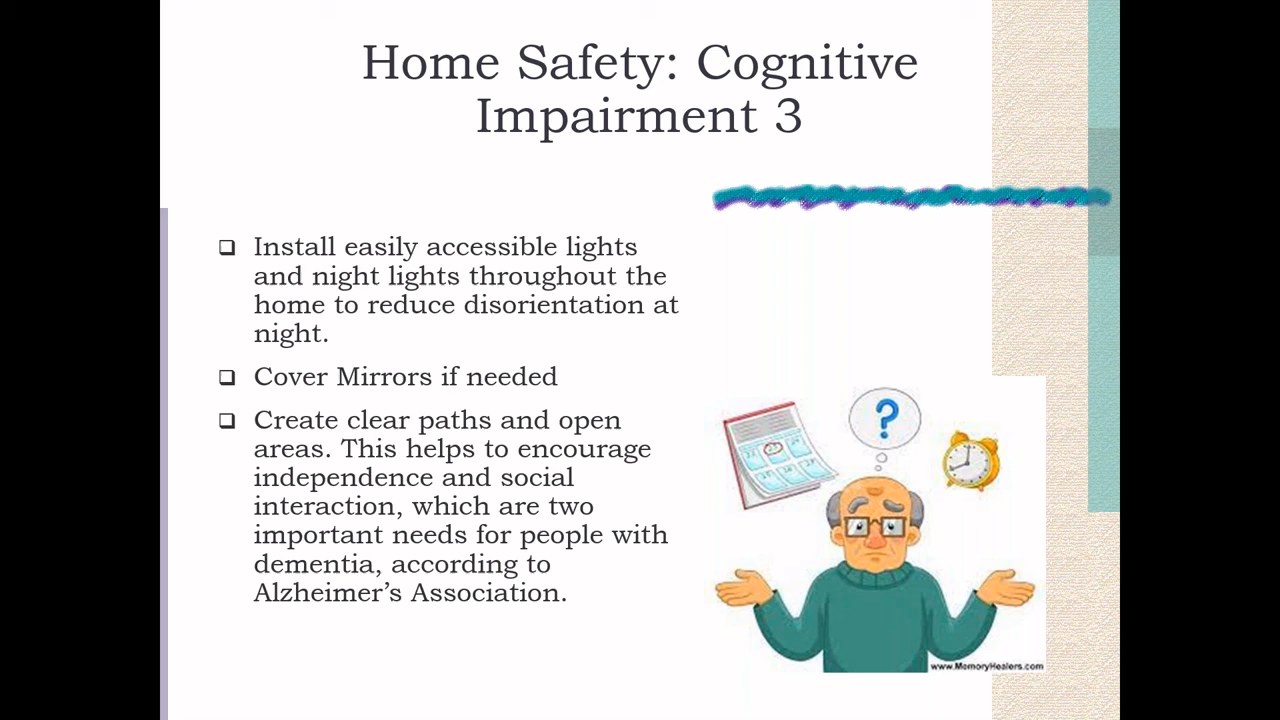 Home Safety: Cognitive
Impairment 3
Install easily accessible lights
and night lights throughout the
home to reduce disorientation at
night.
Cover Mirrors if needed
Create clear paths and open
areas. This helps to encourage
independence and social
interaction, which are two
important needs for people with
dementia, according to
Alzheimer’s Association.
?
www.MemoryHealers.com